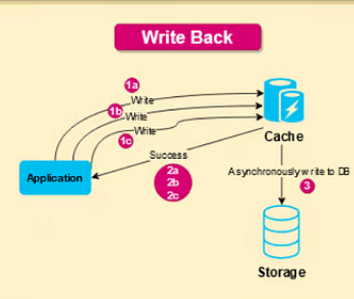 Write Back
1a
Write
1b
Write
Write
1c
Cache
Success
2a
2b
2c
Application
Asynchronously write to DB
3
Storage